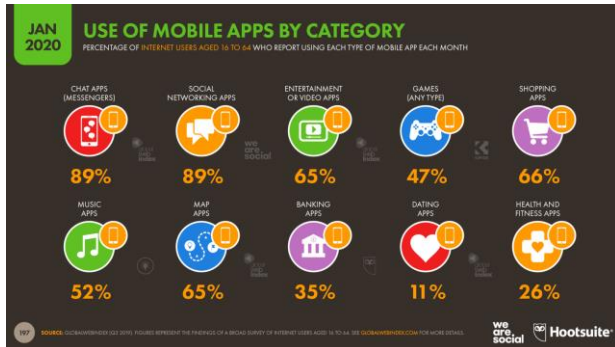 JAN
2020
USE OF MOBILE APPS BY CATEGORY
PERCENTAGE OF INTERNET USERS AGED 16 TO 64 WHO REPORT USING EACH TYPE OF MOBILE APP EACH MONTH
CHAT APPS
(MESSENGERS)
SOCIAL
NETWORKING APPS
ENTERTAINMENT
OR VIDEO APPS
GAMES
(ANY TYPE)
SHOPPING
APPS
89%
89%
65%
47%
66%
we
are.
social
MUSIC
APPS
MAP
APPS
BANKING
APPS
DATING
APPS
HEALTH AND
FITNESS APPS
52%
65%
35%
11%
26%
197
SOURCE: GLOBALWEBINDEX (Q3 2019). FIGURES REPRESENT THE FINDINGS OF A BROAD SURVEY OF INTERNET USERS AGED 16 TO 64. SEE GLOBALWEBINDEX.COM FOR MORE DETAILS.
we
are.
social
Hootsuite®